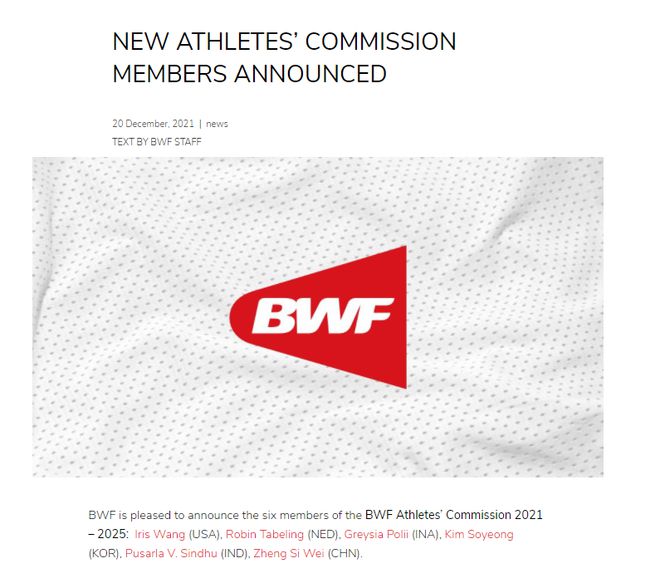 NEW ATHLETES’ COMMISSION
MEMBERS ANNOUNCED
20 December, 2021 | news
TEXT BY BWF STAFF
BWF
BWF is pleased to announce the six members of the BWF Athletes’ Commission 2021
– 2025: Iris Wang (USA), Robin Tabeling (NED), Greysia Polii (INA), Kim Soyeong
(KOR), Pusarla V. Sindhu (IND), Zheng Si Wei (CHN).